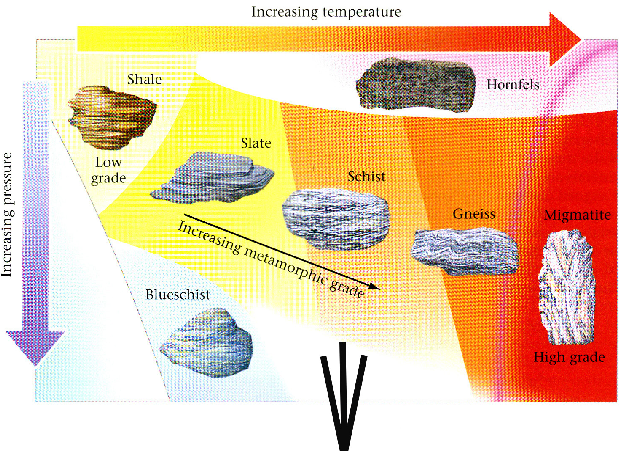 Increasing temperature
Shale
Hornfels
Low
grade
Slate
Schist
Gneiss
Migmatite
Increasing pressure
Increasing metamorphic grade
Blueschist
High grade